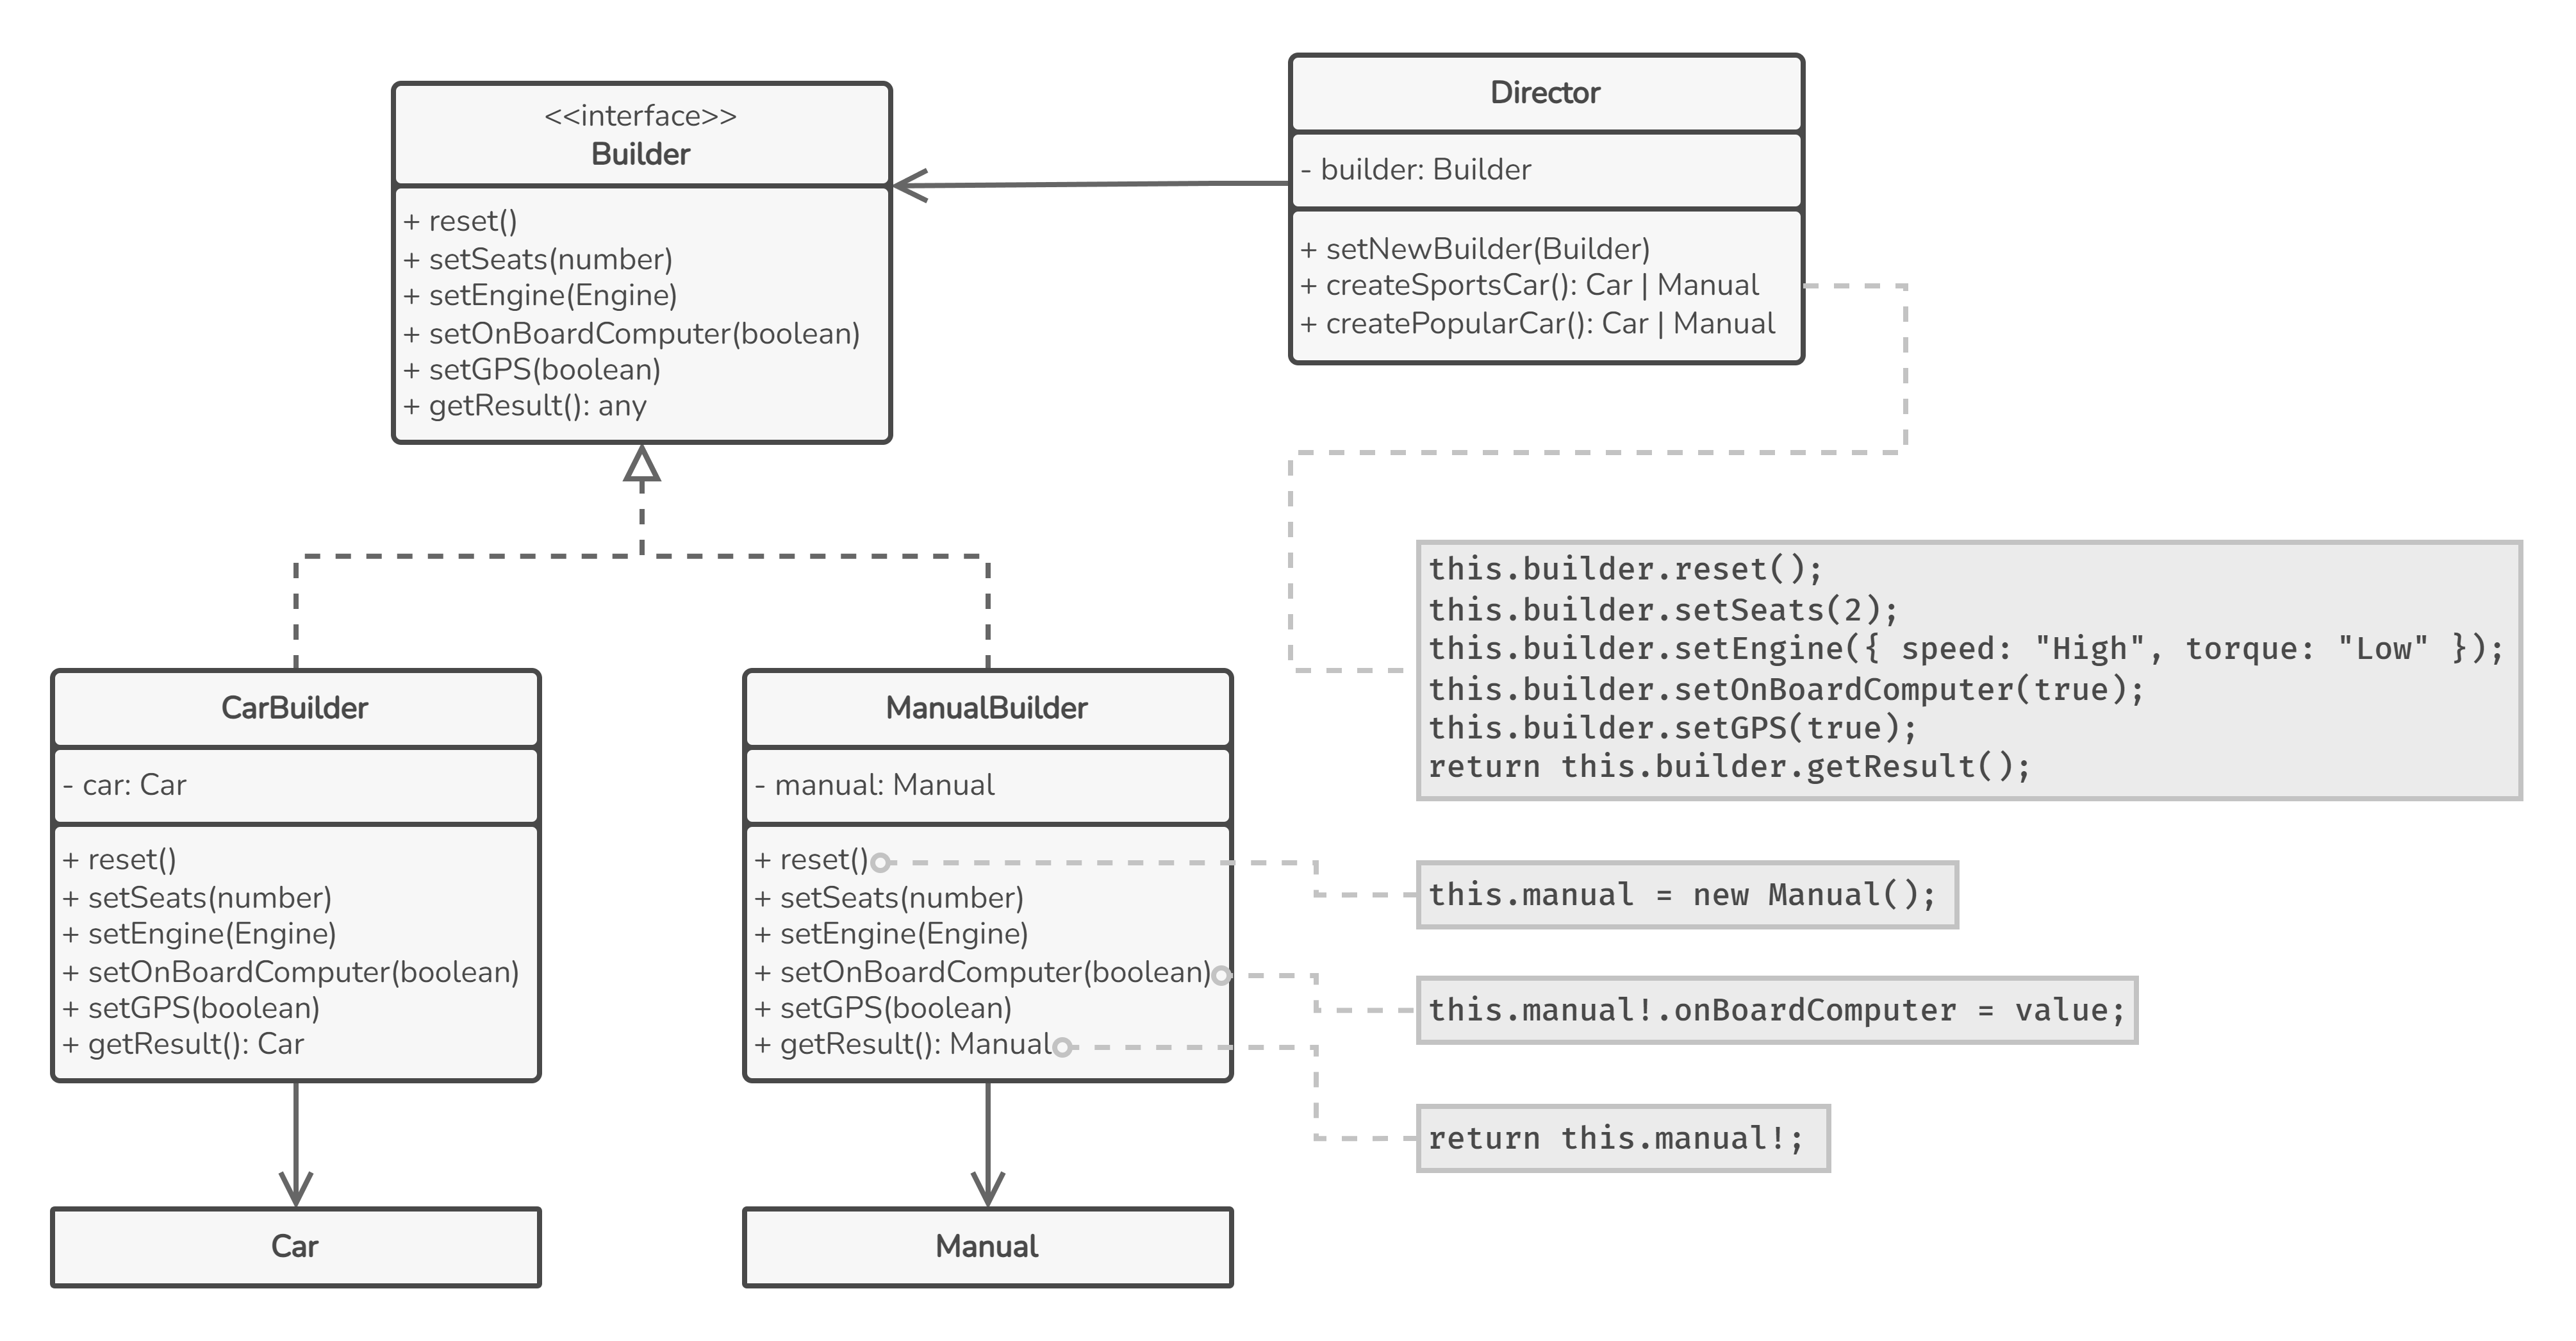 <<interface>>
Builder
+ reset()
+ setSeats(number)
+ setEngine(Engine)
+ setOnBoardComputer(boolean)
+ setGPS(boolean)
+ getResult(): any
Director
- builder: Builder
+ setNewBuilder(Builder)
+ createSportsCar(): Car | Manual
+ createPopularCar(): Car | Manual
this.builder.reset();
this.builder.setSeats(2);
this.builder.setEngine({ speed: "High", torque: "Low" });
this.builder.setOnBoardComputer(true);
this.builder.setGPS(true);
return this.builder.getResult();
CarBuilder
- car: Car
+ reset()
+ setSeats(number)
+ setEngine(Engine)
+ setOnBoardComputer(boolean)
+ setGPS(boolean)
+ getResult(): Car
ManualBuilder
- manual: Manual
+ reset()
+ setSeats(number)
+ setEngine(Engine)
+ setOnBoardComputer(boolean)
+ setGPS(boolean)
+ getResult(): Manual
this.manual = new Manual();
this.manual!.onBoardComputer = value;
return this.manual!;
Car
Manual